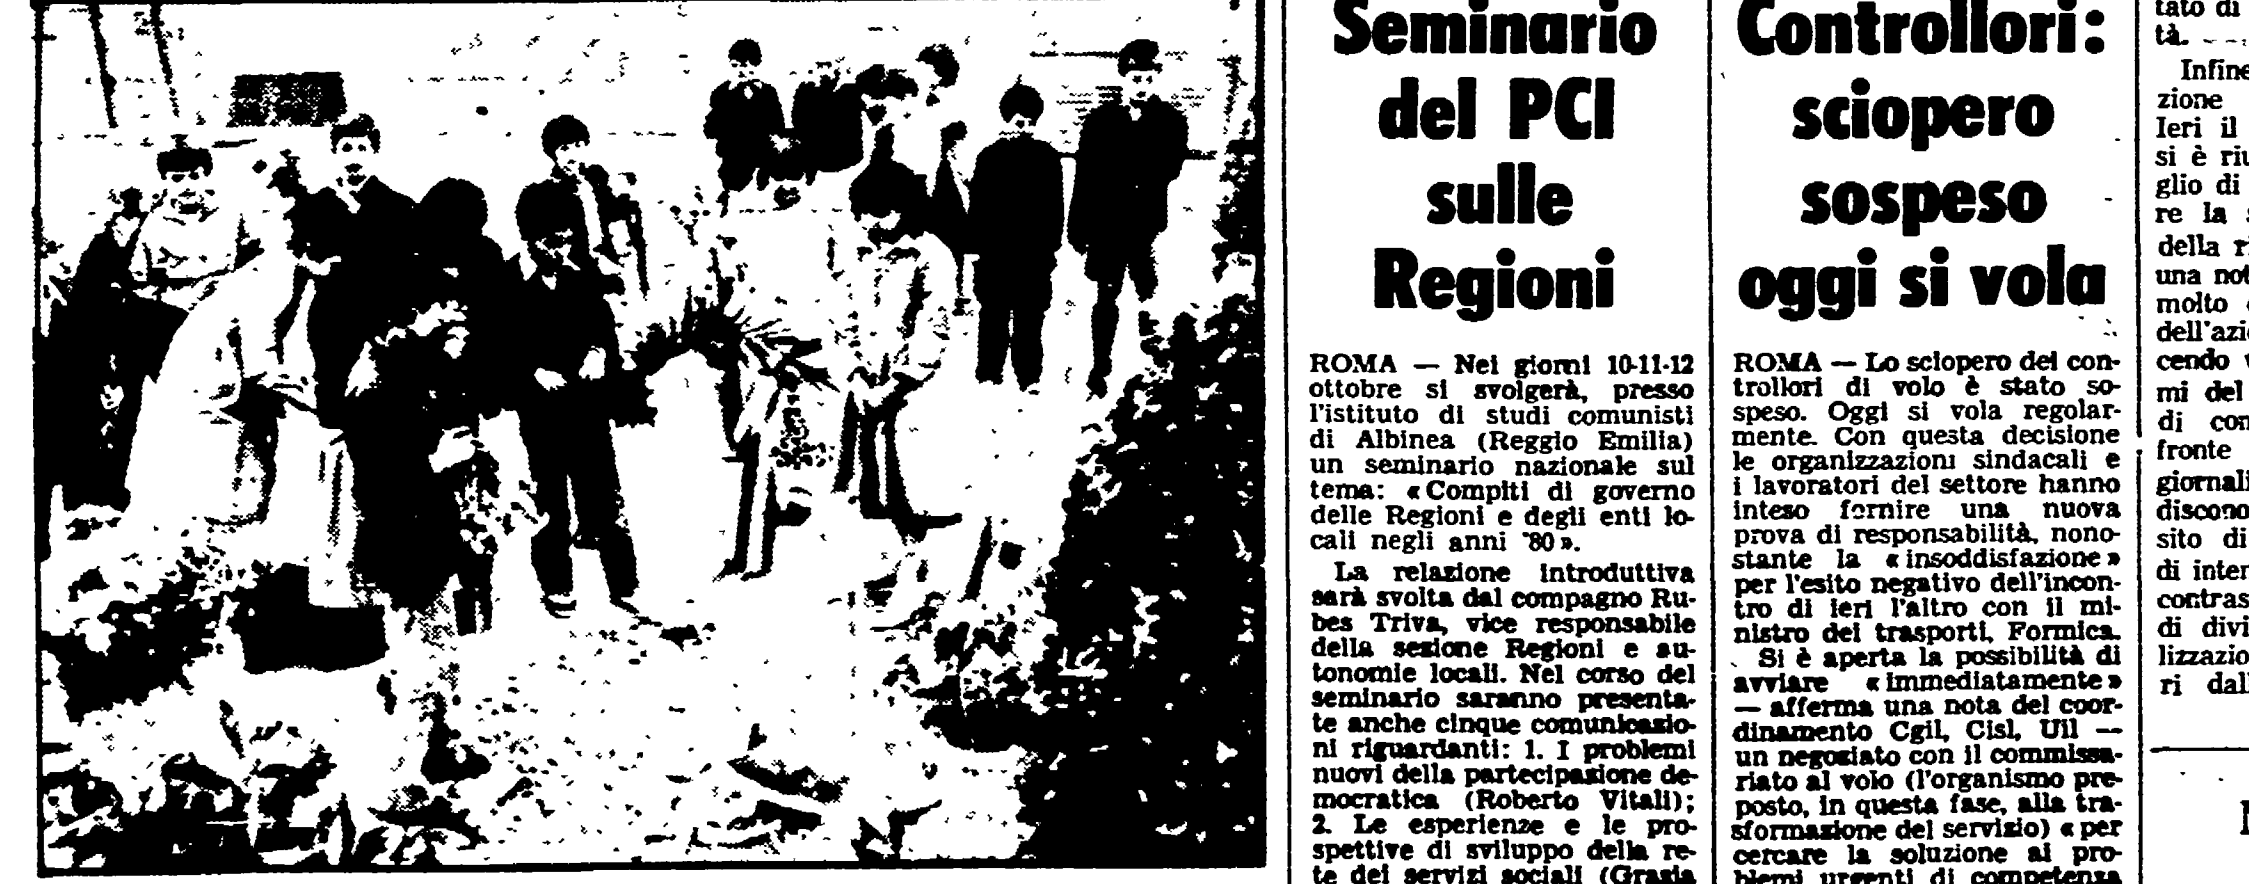 Seminario
del PCI
sulle
Regioni
ROMA — Nei giorni 10-11-12
ottobre si svolgerà, presso
l'istituto di studi comunisti
di Albinea (Reggio Emilia)
un seminario nazionale sul
tema: «Compiti di governo
delle Regioni e degli enti lo-
cali negli anni '80».
La relazione introduttiva
sarà svolta dal compagno Ru-
bes Triva, vice responsabile
della sezione Regioni e au-
tonomie locali. Nel corso del
seminario saranno presenta-
te anche cinque comunicazio-
ni riguardanti: 1. I problemi
nuovi della partecipazione de-
mocratica (Roberto Vitali);
2. Le esperienze e le pro-
spettive di sviluppo della re-
te dei servizi sociali (Grazia
Controllori:
sciopero
sospeso
oggi si vola
ROMA — Lo sciopero dei con-
trollori di volo è stato so-
speso. Oggi si vola regolar-
mente. Con questa decisione
le organizzazioni sindacali e
i lavoratori del settore hanno
inteso fornire una nuova
prova di responsabilità, nono-
stante la «insoddisfazione»
per l'esito negativo dell'incon-
tro di ieri l'altro con il mi-
nistro dei trasporti, Formica.
Si è aperta la possibilità di
avviare «immediatamente»
— afferma una nota del coor-
dinamento Cgil, Cisl, Uil —
un negoziato con il commissa-
riato al volo (l'organismo pre-
posto, in questa fase, alla tra-
sformazione del servizio) «per
cercare la soluzione ai pro-
blemi urgenti di competenza
tato di
tà.
Infine
zione
Ieri il
si è riu
glio di
re la
della ri
una not
molto
dell'azi
cendo
mi del
di con
fronte
giornali
discono
sito di
di inter
contras
di divi
lizzazio
ri dall